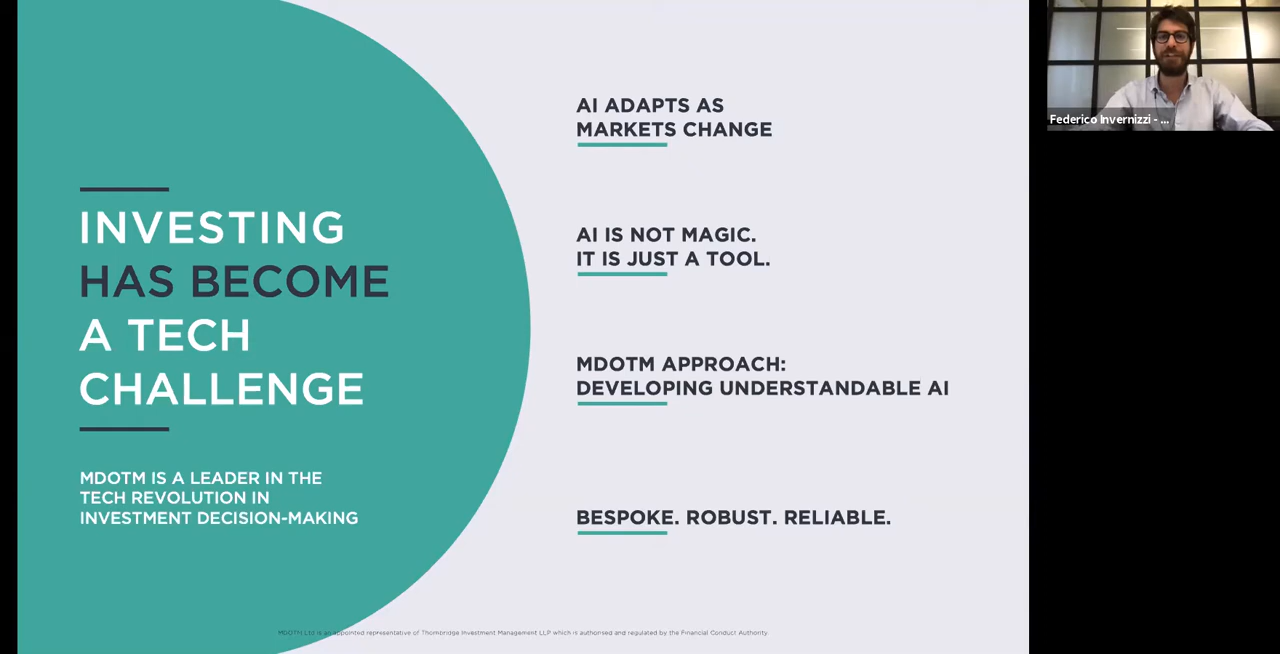 INVESTING
HAS BECOME
A TECH
CHALLENGE
MDOTM IS A LEADER IN THE
TECH REVOLUTION IN
INVESTMENT DECISION-MAKING
AI ADAPTS AS
MARKETS CHANGE
AI IS NOT MAGIC.
IT IS JUST A TOOL.
MDOTM APPROACH:
DEVELOPING UNDERSTANDABLE AI
BESPOKE. ROBUST. RELIABLE.
MDOTM Ltd is an appointed representative of Thornbridge Investment Management LLP which is authorised and regulated by the Financial Conduct Authority.
Federico Invernizzi - ...